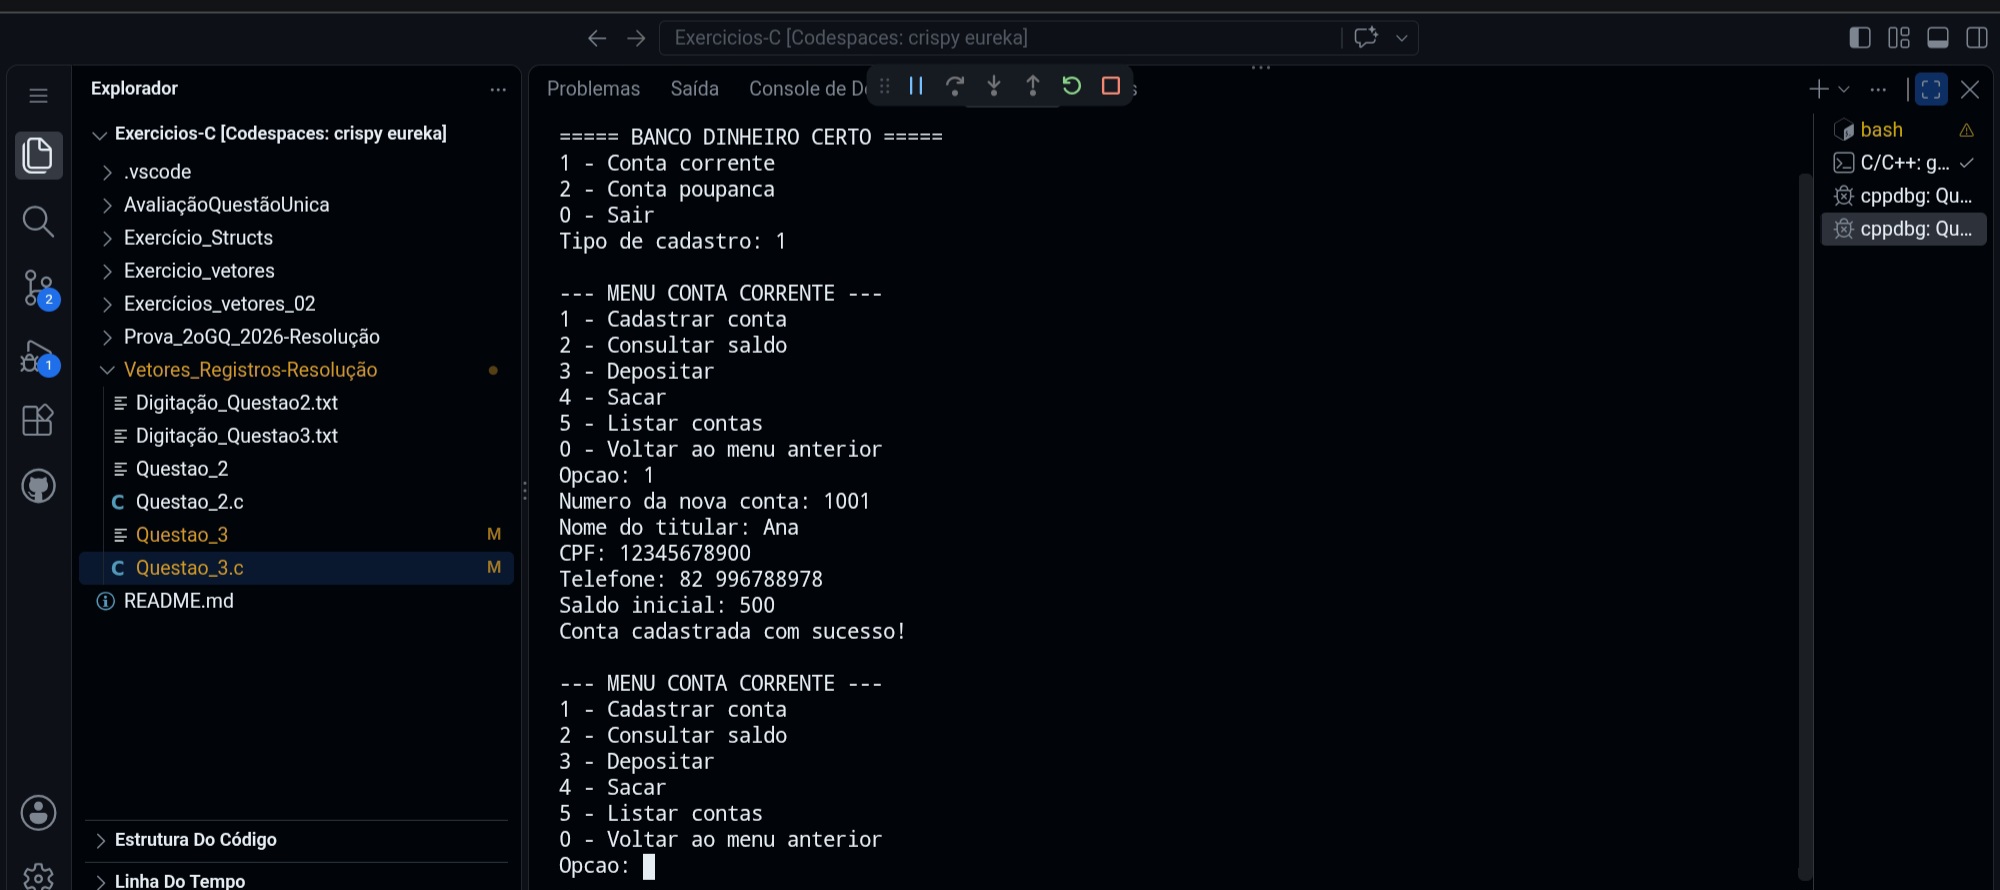 Exercicios-C [Codespaces: crispy eureka]
Explorador
Exercicios-C [Codespaces: crispy eureka]
.vscode
AvaliaçãoQuestãoUnica
Exercício_Structs
Exercicio_vetores
Exercícios_vetores_02
Prova_2oGQ_2026-Resolução
Vetores_Registros-Resolução
Digitação_Questao2.txt
Digitação_Questao3.txt
Questao_2
C Questao_2.c
Questao_3 M
C Questao_3.c M
README.md
Estrutura Do Código
Linha Do Tempo
2
1
Problemas Saída Console de
===== BANCO DINHEIRO CERTO =====
1 - Conta corrente
2 - Conta poupanca
0 - Sair
Tipo de cadastro: 1
--- MENU CONTA CORRENTE ---
1 - Cadastrar conta
2 - Consultar saldo
3 - Depositar
4 - Sacar
5 - Listar contas
0 - Voltar ao menu anterior
Opcao: 1
Numero da nova conta: 1001
Nome do titular: Ana
CPF: 12345678900
Telefone: 82 996788978
Saldo inicial: 500
Conta cadastrada com sucesso!
--- MENU CONTA CORRENTE ---
1 - Cadastrar conta
2 - Consultar saldo
3 - Depositar
4 - Sacar
5 - Listar contas
0 - Voltar ao menu anterior
Opcao:
bash
C/C++: g...
cppdbg: Qu...
cppdbg: Qu...